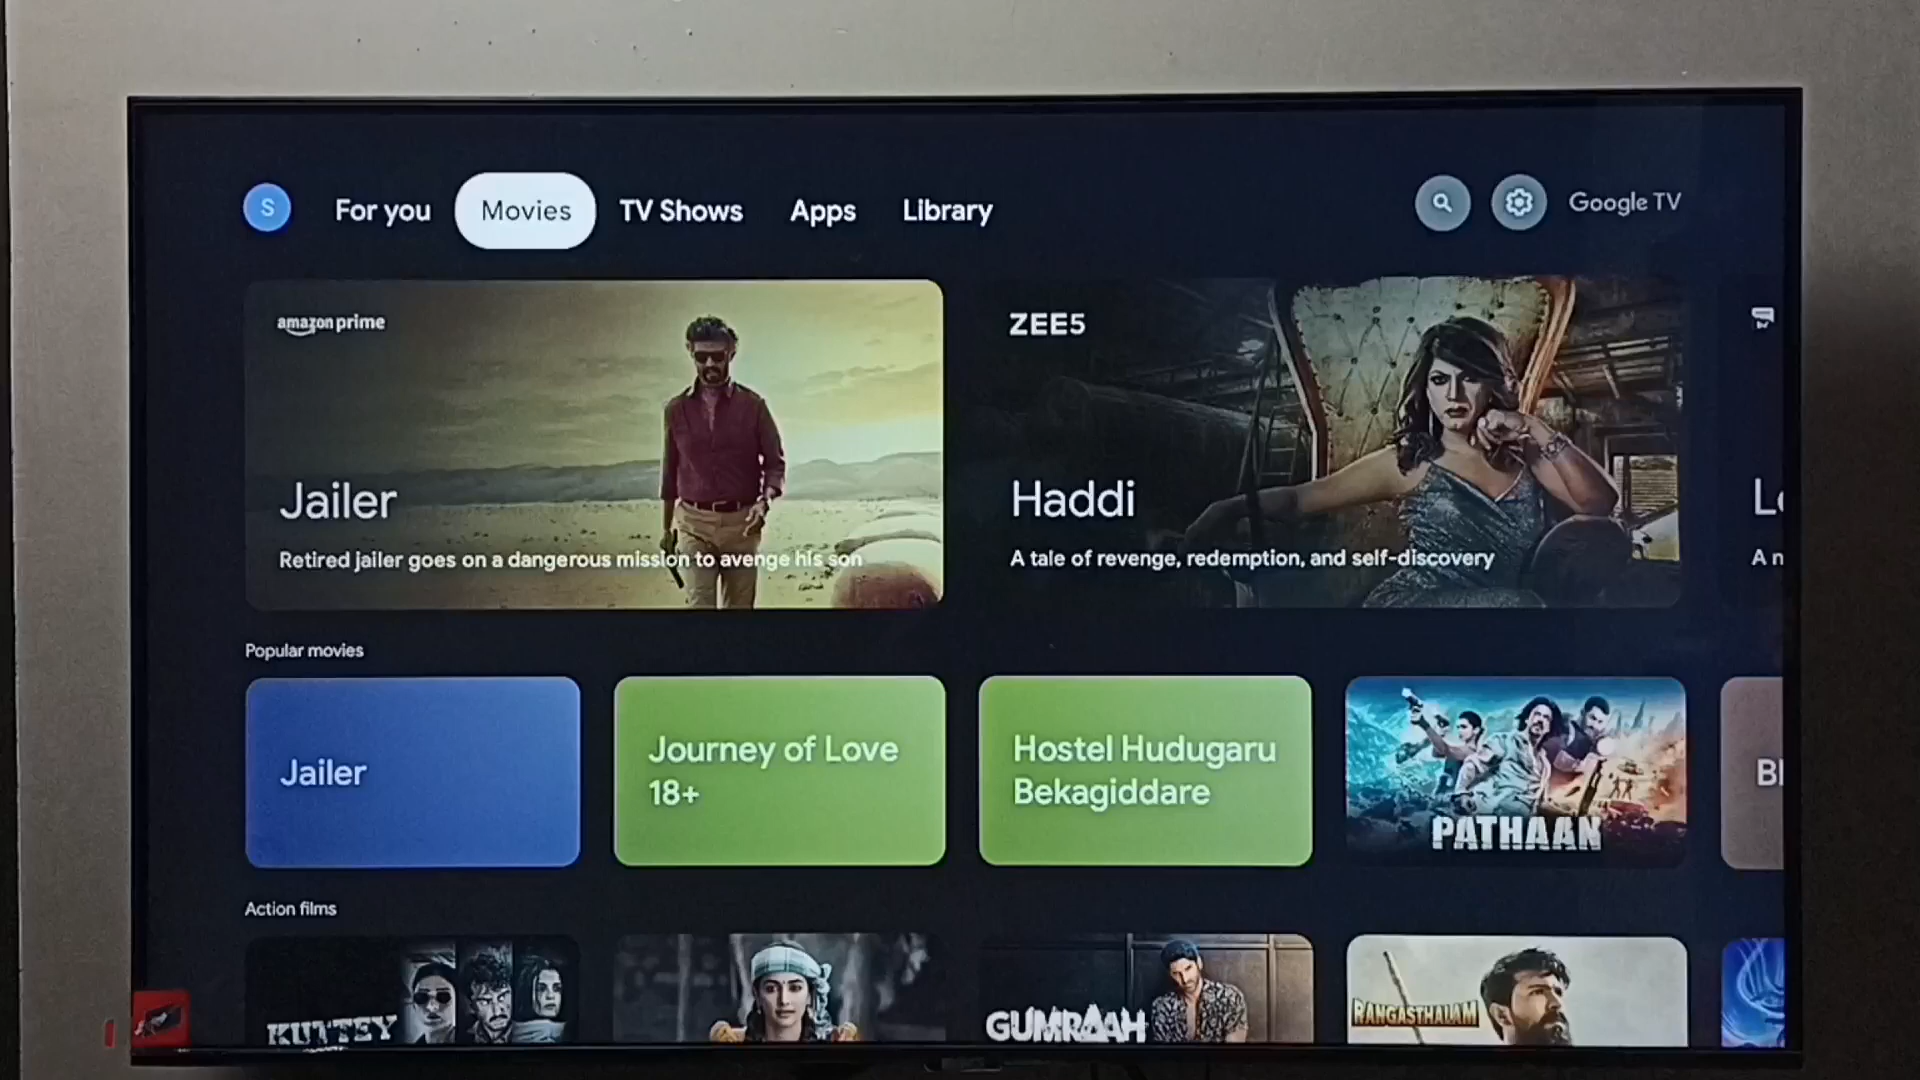 S
For you
Movies
TV Shows
Apps
Library
Google TV
amazon prime
Jailer
Retired jailer goes on a dangerous mission to avenge his son
ZEE5
Haddi
A tale of revenge, redemption, and self-discovery
Popular movies
Jailer
Journey of Love
18+
Hostel Hudugaru
Bekagiddare
PATHAAN
Action films
KUTTEY
GUMRAAH
RANGASTHALAM